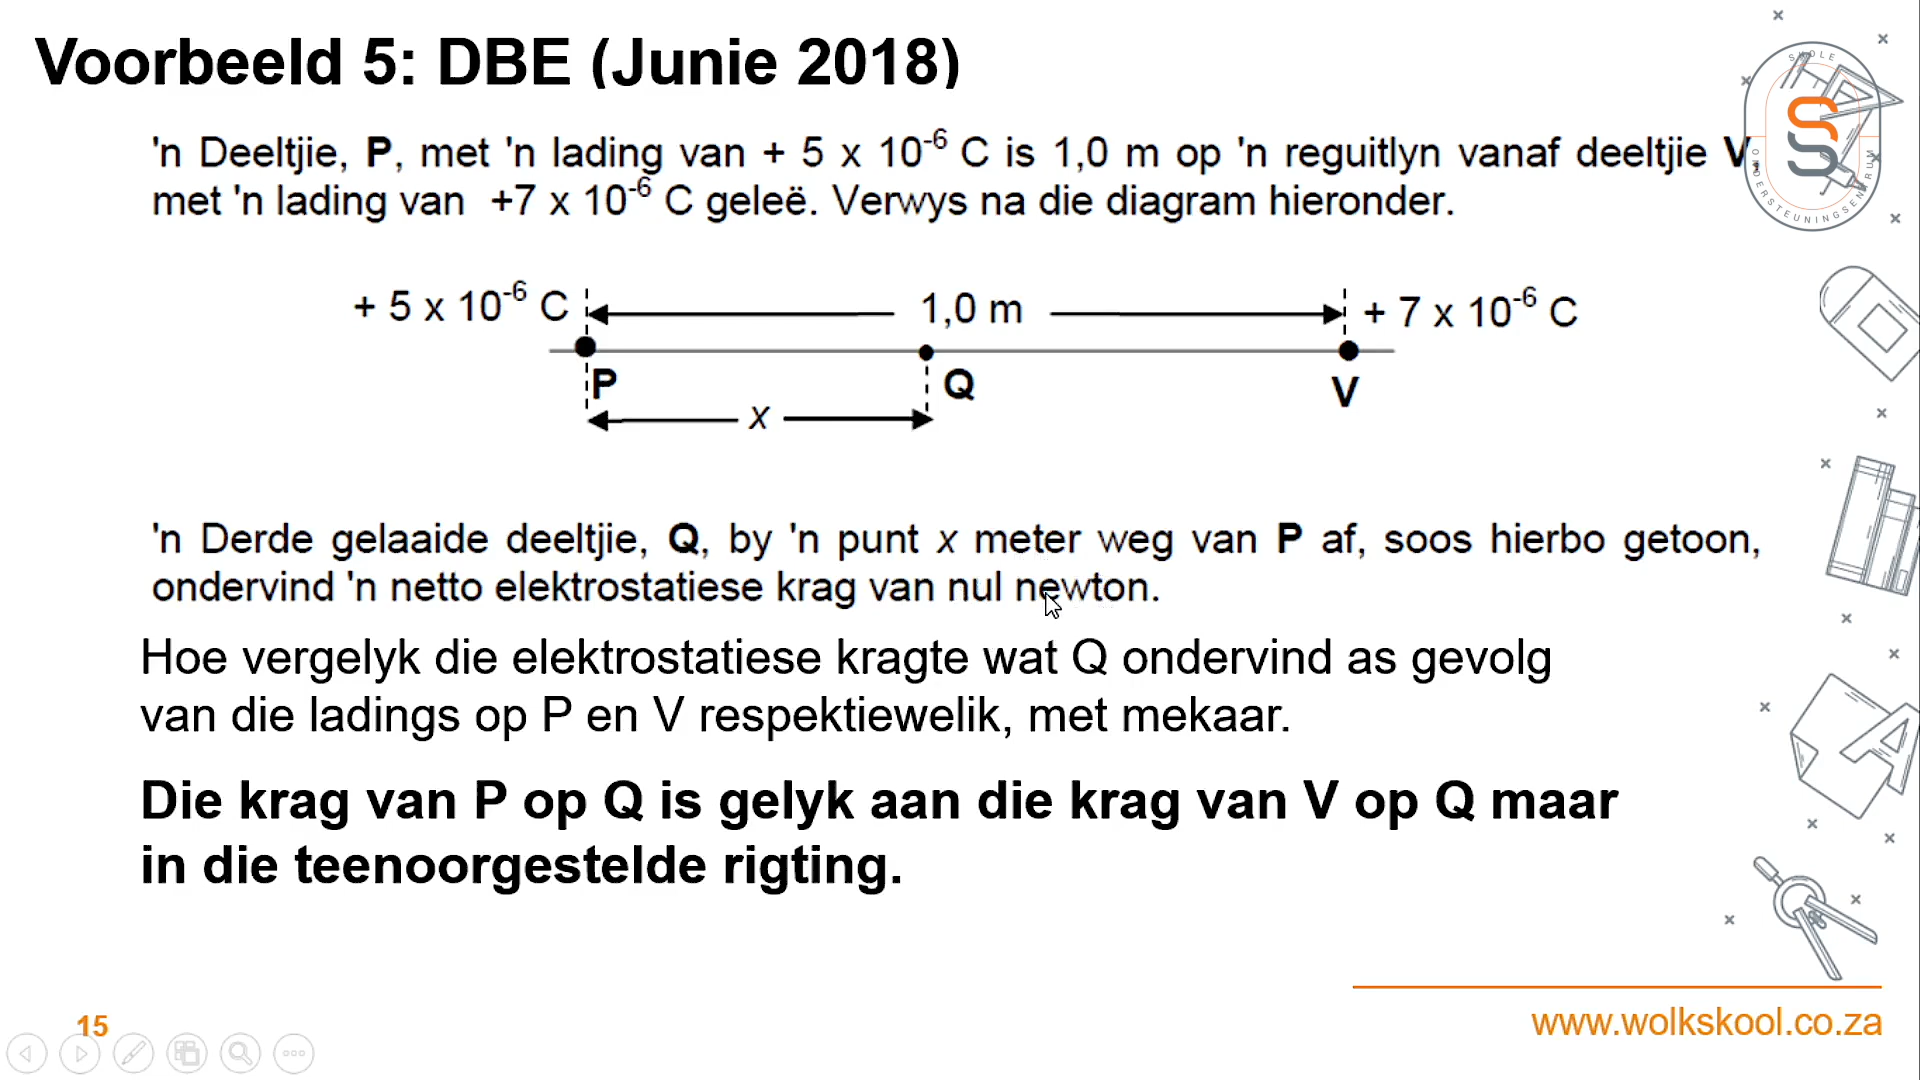 Voorbeeld 5: DBE (Junie 2018)
'n Deeltjie, P, met 'n lading van + 5 x 10⁻⁶ C is 1,0 m op 'n reguitlyn vanaf deeltjie V,
met 'n lading van +7 x 10⁻⁶ C geleë. Verwys na die diagram hieronder.
SKOLE
ONDERSTEUNINGSENTRUM
+ 5 x 10⁻⁶ C 1,0 m + 7 x 10⁻⁶ C
P Q V
x
'n Derde gelaaide deeltjie, Q, by 'n punt x meter weg van P af, soos hierbo getoon,
ondervind 'n netto elektrostatiese krag van nul newton.
Hoe vergelyk die elektrostatiese kragte wat Q ondervind as gevolg
van die ladings op P en V respektiewelik, met mekaar.
Die krag van P op Q is gelyk aan die krag van V op Q maar
in die teenoorgestelde rigting.
15
www.wolkskool.co.za